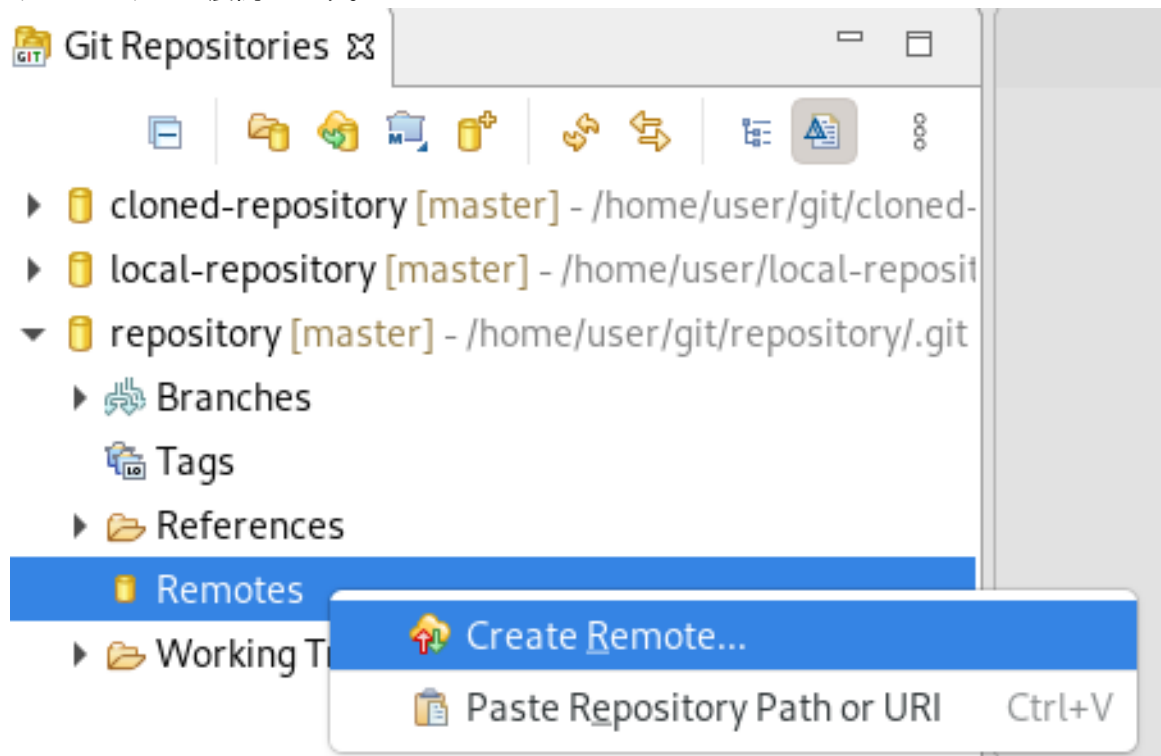 Git Repositories
cloned-repository [master] - /home/user/git/cloned-
local-repository [master] - /home/user/local-reposit
repository [master] - /home/user/git/repository/.git
Branches
Tags
References
Remotes
Create Remote...
Working
Paste Repository Path or URI Ctrl+V